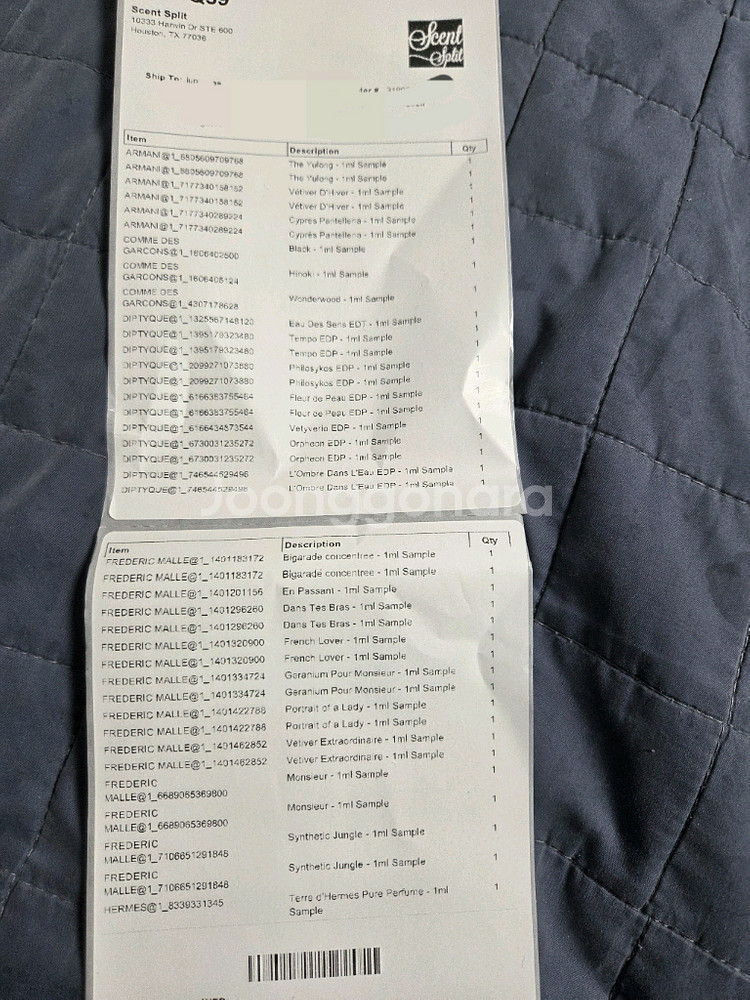 Scent Split
10333 Harwin Dr STE 600
Houston, TX 77036
Scent
Split
Ship To:
Item Description Qty
ARMANI@1_6805609709768 The Yulong - 1ml Sample 1
ARMANI@1_6805609709768 The Yulong - 1ml Sample 1
ARMANI@1_7177340158152 Vétiver D'Hiver - 1ml Sample 1
ARMANI@1_7177340158152 Vétiver D'Hiver - 1ml Sample 1
ARMANI@1_7177340289224 Cyprès Pantelleria - 1ml Sample 1
ARMANI@1_7177340289224 Cyprès Pantelleria - 1ml Sample 1
COMME DES
GARCONS@1_1606402500 Black - 1ml Sample 1
COMME DES
GARCONS@1_1606405124 Hinoki - 1ml Sample 1
COMME DES
GARCONS@1_4307178628 Wonderwood - 1ml Sample 1
DIPTYQUE@1_1325567148120 Eau Des Sens EDT - 1ml Sample 1
DIPTYQUE@1_1395179323480 Tempo EDP - 1ml Sample 1
DIPTYQUE@1_1395179323480 Tempo EDP - 1ml Sample 1
DIPTYQUE@1_2099271073880 Philosykos EDP - 1ml Sample 1
DIPTYQUE@1_2099271073880 Philosykos EDP - 1ml Sample 1
DIPTYQUE@1_6166383755464 Fleur de Peau EDP - 1ml Sample 1
DIPTYQUE@1_6166383755464 Fleur de Peau EDP - 1ml Sample 1
DIPTYQUE@1_6166434873544 Vetyverio EDP - 1ml Sample 1
DIPTYQUE@1_6730031235272 Orpheon EDP - 1ml Sample 1
DIPTYQUE@1_6730031235272 Orpheon EDP - 1ml Sample 1
DIPTYQUE@1_746544529496 L'Ombre Dans L'Eau EDP - 1ml Sample 1
DIPTYQUE@1_746544529496 L'Ombre Dans L'Eau EDP - 1ml Sample 1
Joonggonara
Item Description Qty
FREDERIC MALLE@1_1401183172 Bigarade concentree - 1ml Sample 1
FREDERIC MALLE@1_1401183172 Bigarade concentree - 1ml Sample 1
FREDERIC MALLE@1_1401201156 En Passant - 1ml Sample 1
FREDERIC MALLE@1_1401296260 Dans Tes Bras - 1ml Sample 1
FREDERIC MALLE@1_1401296260 Dans Tes Bras - 1ml Sample 1
FREDERIC MALLE@1_1401320900 French Lover - 1ml Sample 1
FREDERIC MALLE@1_1401320900 French Lover - 1ml Sample 1
FREDERIC MALLE@1_1401334724 Geranium Pour Monsieur - 1ml Sample 1
FREDERIC MALLE@1_1401334724 Geranium Pour Monsieur - 1ml Sample 1
FREDERIC MALLE@1_1401422788 Portrait of a Lady - 1ml Sample 1
FREDERIC MALLE@1_1401422788 Portrait of a Lady - 1ml Sample 1
FREDERIC MALLE@1_1401462852 Vetiver Extraordinaire - 1ml Sample 1
FREDERIC MALLE@1_1401462852 Vetiver Extraordinaire - 1ml Sample 1
FREDERIC Monsieur - 1ml Sample 1
MALLE@1_6689065369800
FREDERIC Monsieur - 1ml Sample 1
MALLE@1_6689065369800
FREDERIC Synthetic Jungle - 1ml Sample 1
MALLE@1_7106651291848
FREDERIC Synthetic Jungle - 1ml Sample 1
MALLE@1_7106651291848
HERMES@1_8339331345 Terre d'Hermes Pure Perfume - 1ml 1
Sample